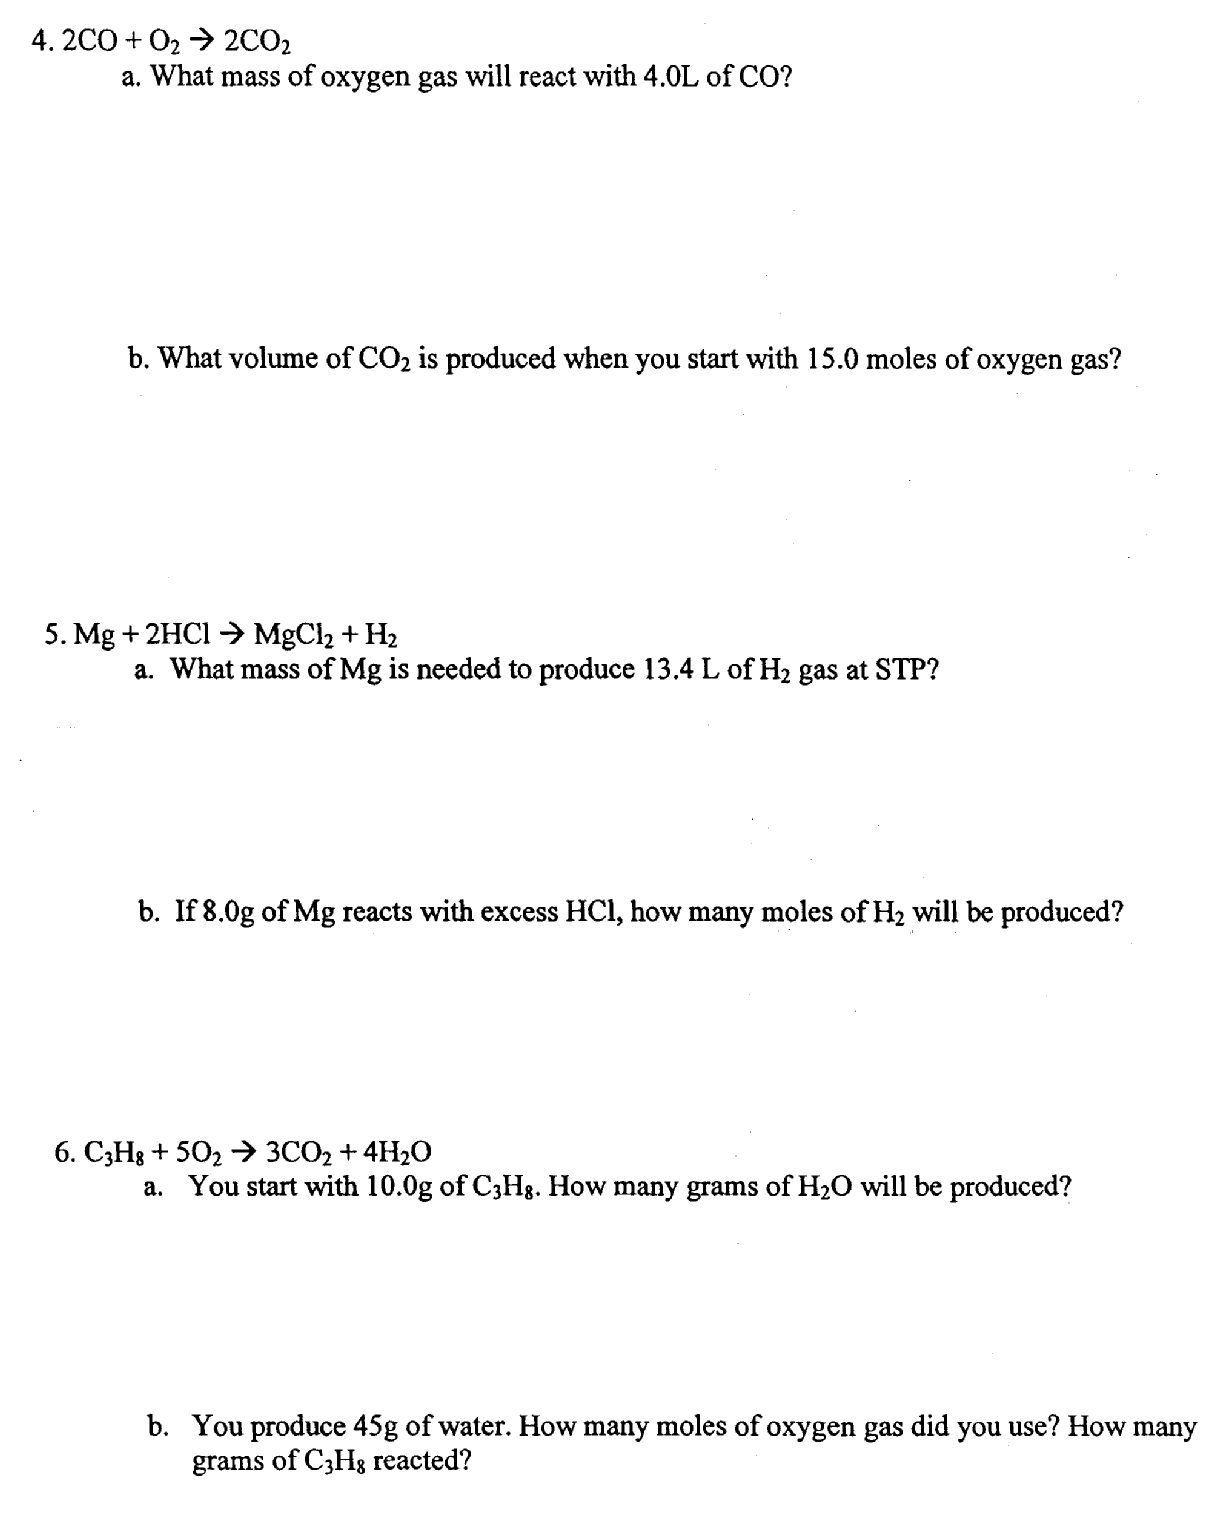 4. 2CO + O₂ → 2CO₂
a. What mass of oxygen gas will react with 4.0L of CO?
b. What volume of CO₂ is produced when you start with 15.0 moles of oxygen gas?
5. Mg + 2HCl → MgCl₂ + H₂
a. What mass of Mg is needed to produce 13.4 L of H₂ gas at STP?
b. If 8.0g of Mg reacts with excess HCl, how many moles of H₂ will be produced?
6. C₃H₈ + 5O₂ → 3CO₂ + 4H₂O
a. You start with 10.0g of C₃H₈. How many grams of H₂O will be produced?
b. You produce 45g of water. How many moles of oxygen gas did you use? How many
grams of C₃H₈ reacted?